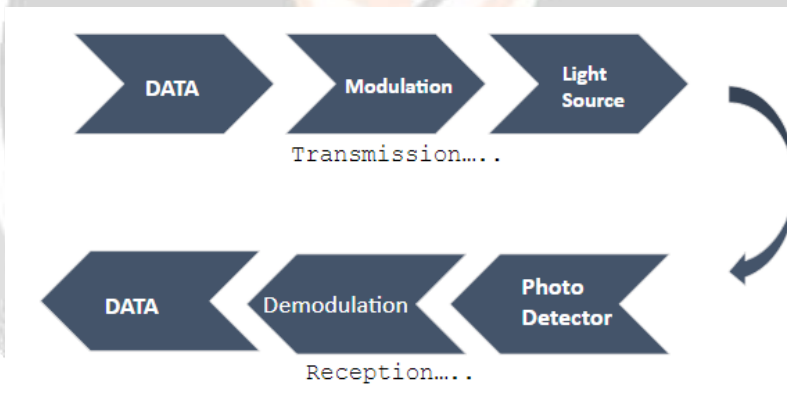 DATA
Modulation
Light
Source
Transmission…..
DATA
Demodulation
Photo
Detector
Reception…..